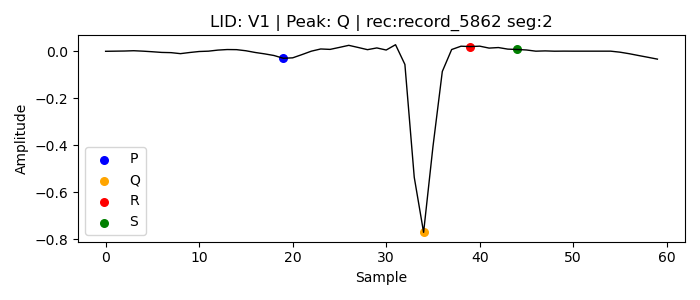 LID: V1 | Peak: Q | rec:record_5862 seg:2
0.0
−0.2
−0.4
−0.6
−0.8
Amplitude
P
Q
R
S
0 10 20 30 40 50 60
Sample